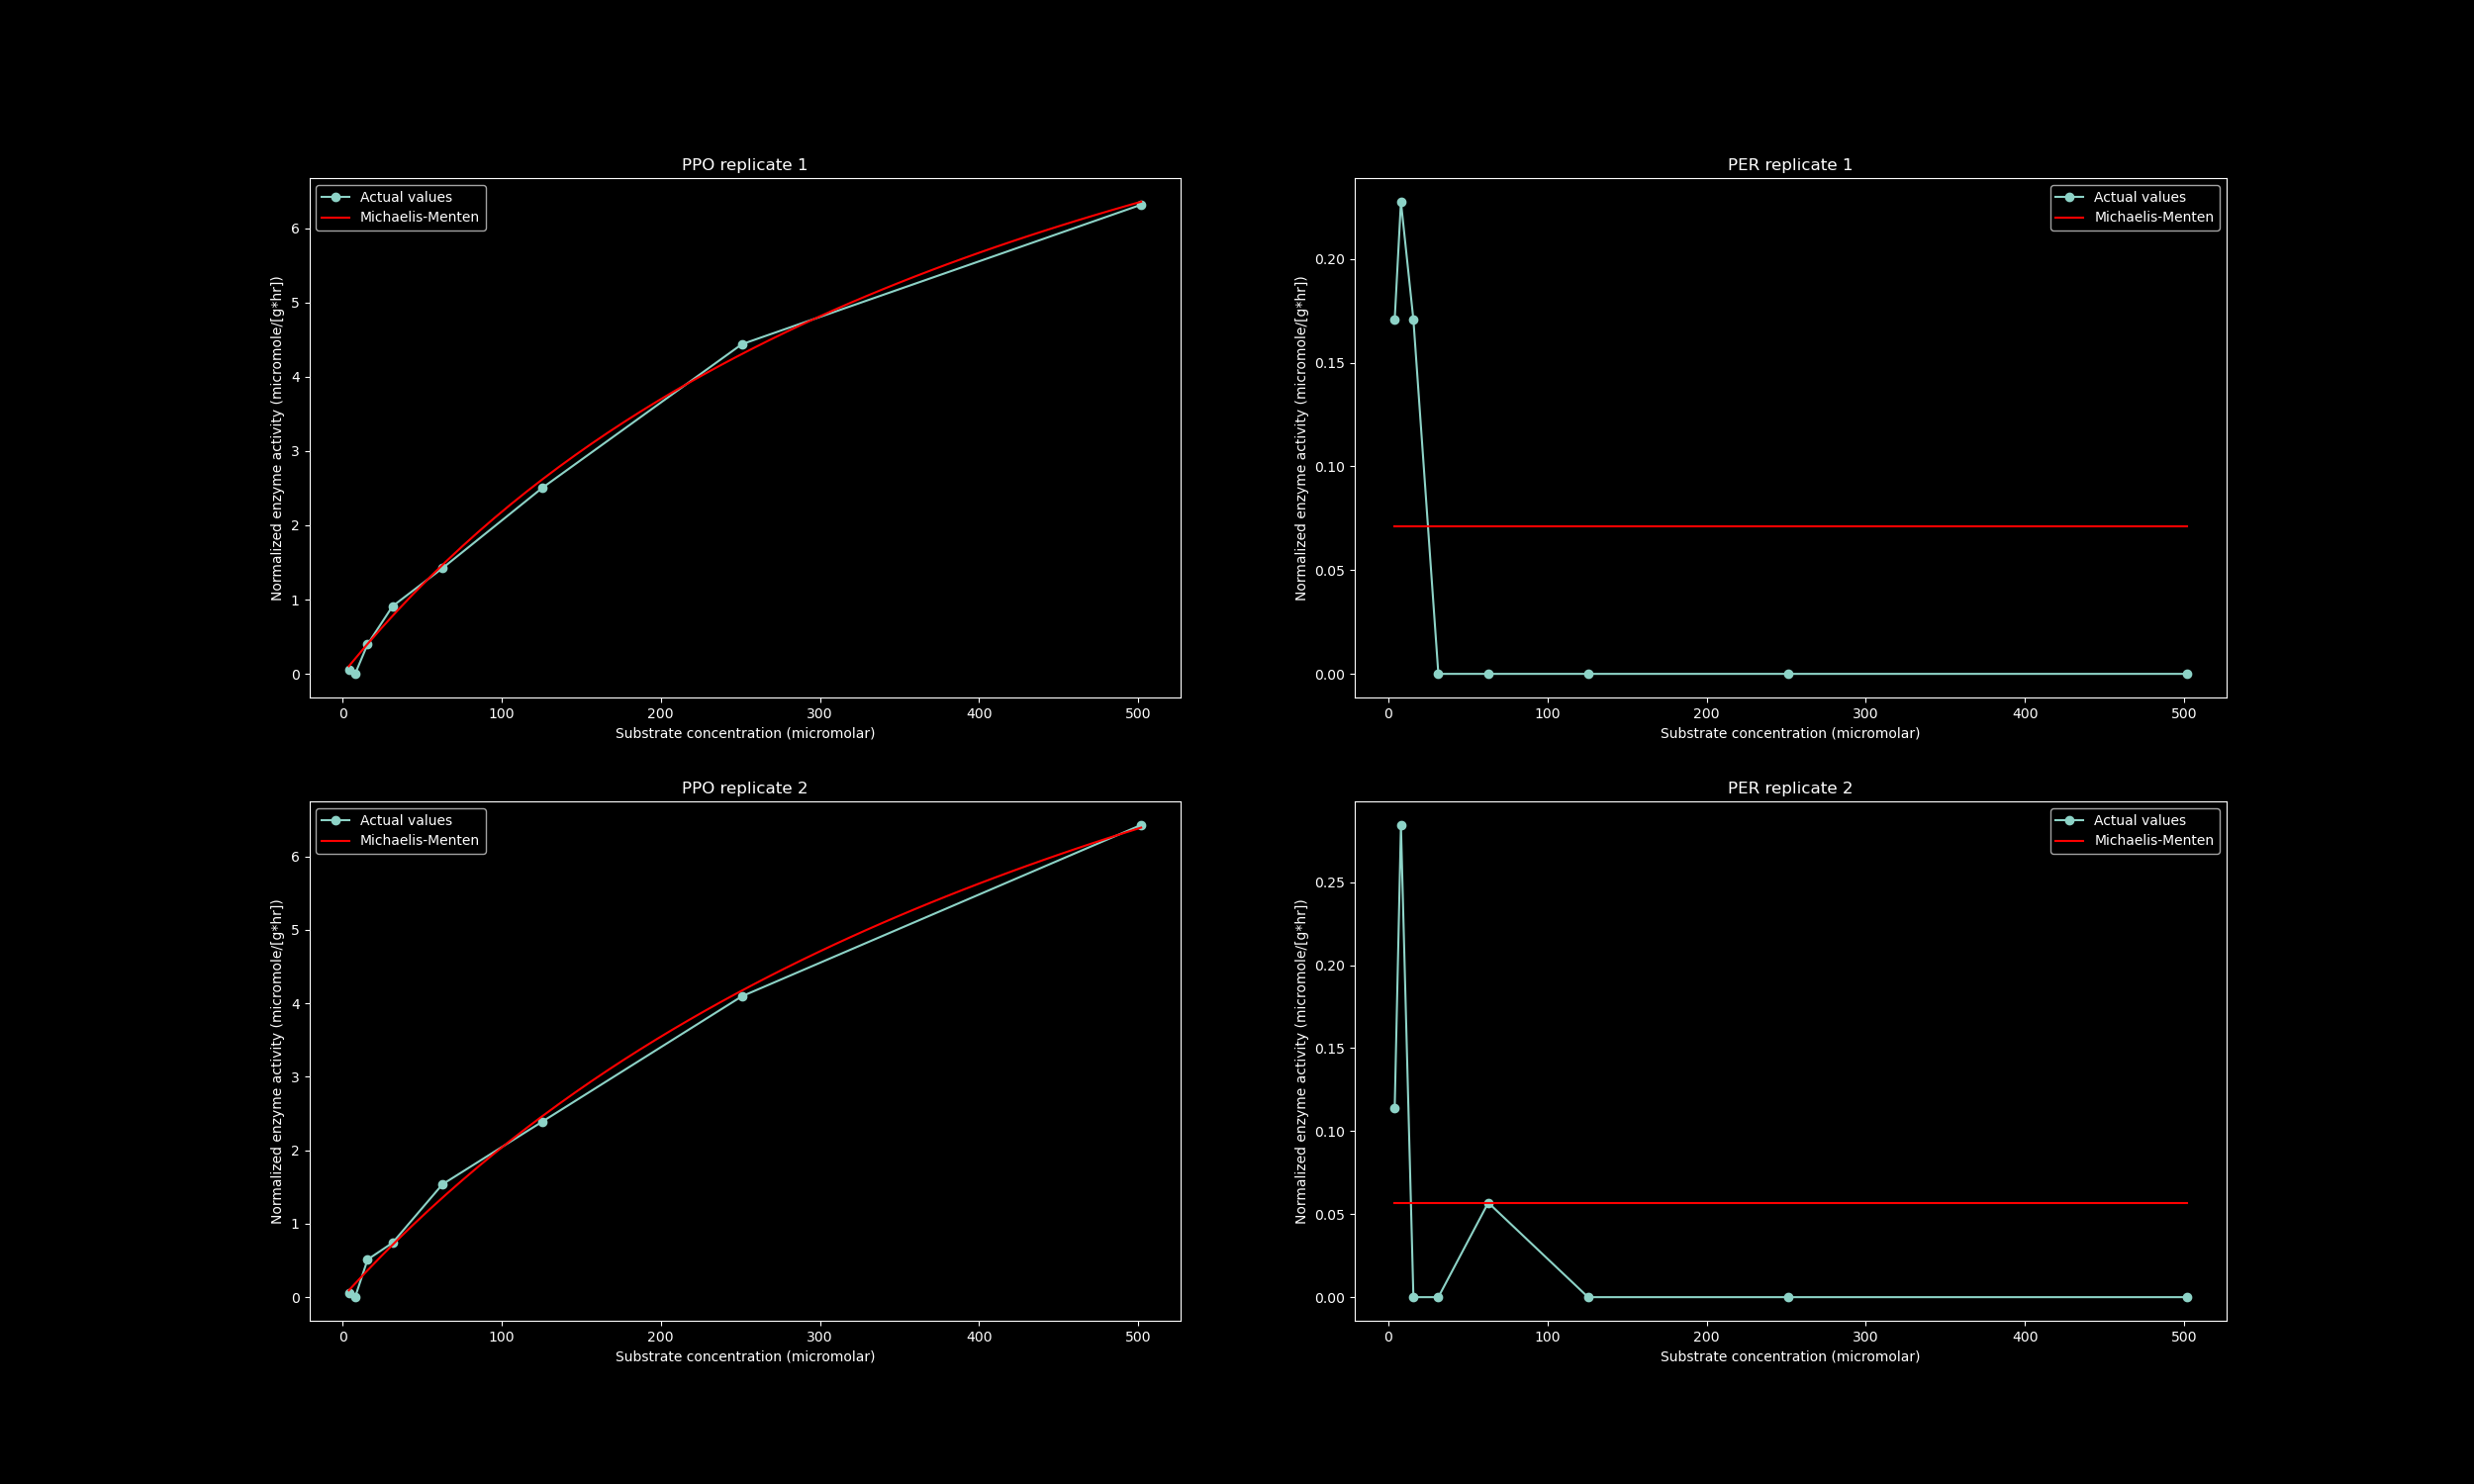 PPO replicate 1
Actual values
Michaelis-Menten
Normalized enzyme activity (micromole/[g*hr])
6
5
4
3
2
1
0
0 100 200 300 400 500
Substrate concentration (micromolar)
PER replicate 1
Actual values
Michaelis-Menten
Normalized enzyme activity (micromole/[g*hr])
0.20
0.15
0.10
0.05
0.00
0 100 200 300 400 500
Substrate concentration (micromolar)
PPO replicate 2
Actual values
Michaelis-Menten
Normalized enzyme activity (micromole/[g*hr])
6
5
4
3
2
1
0
0 100 200 300 400 500
Substrate concentration (micromolar)
PER replicate 2
Actual values
Michaelis-Menten
Normalized enzyme activity (micromole/[g*hr])
0.25
0.20
0.15
0.10
0.05
0.00
0 100 200 300 400 500
Substrate concentration (micromolar)